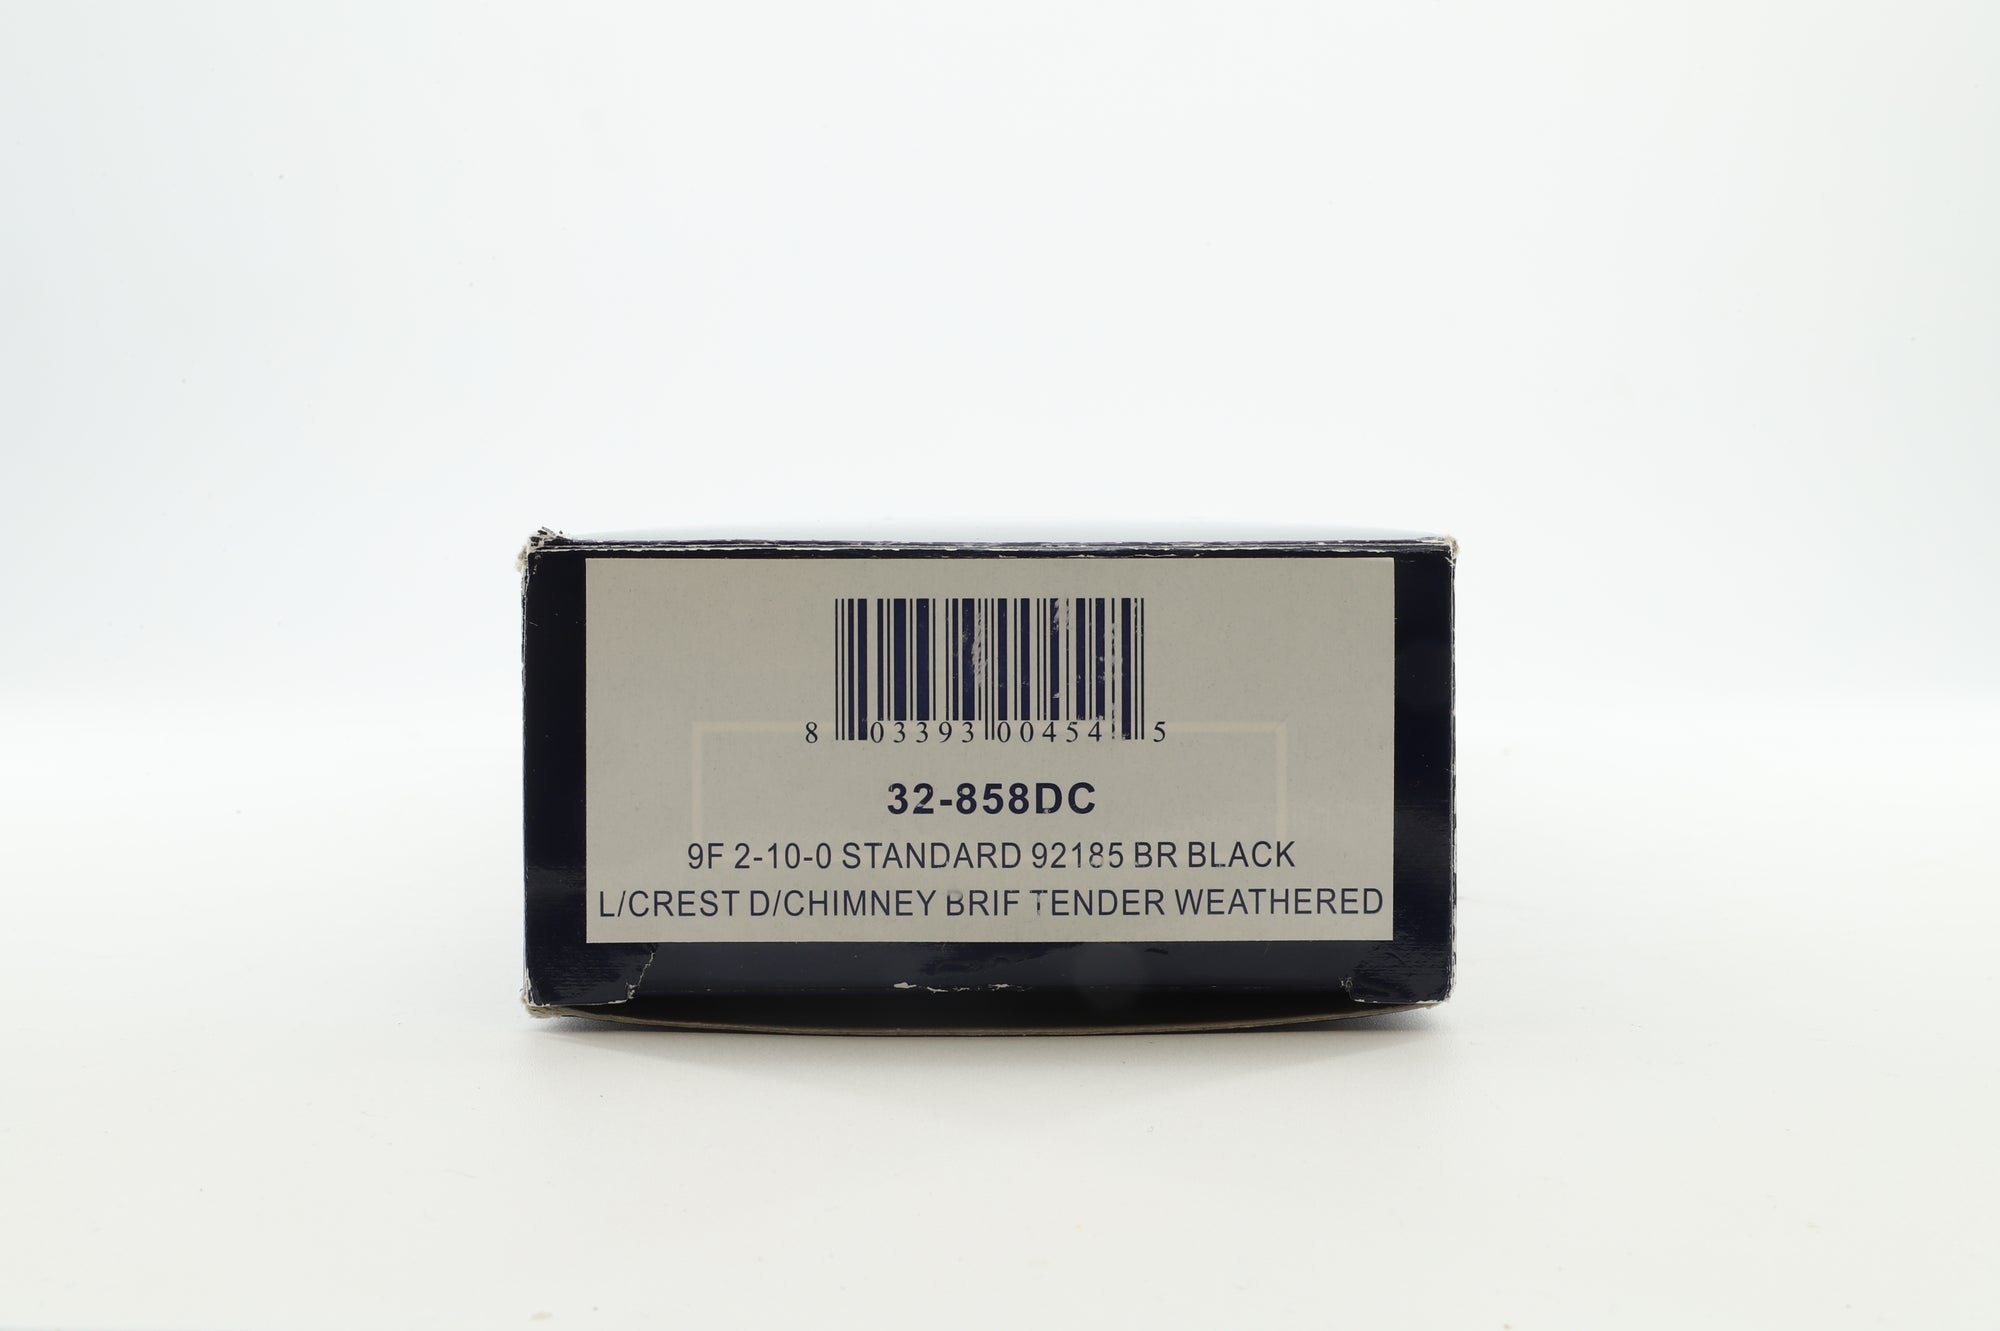 8 03393 00454 5
32-858DC
9F 2-10-0 STANDARD 92185 BR BLACK
L/CREST D/CHIMNEY BRIF TENDER WEATHERED